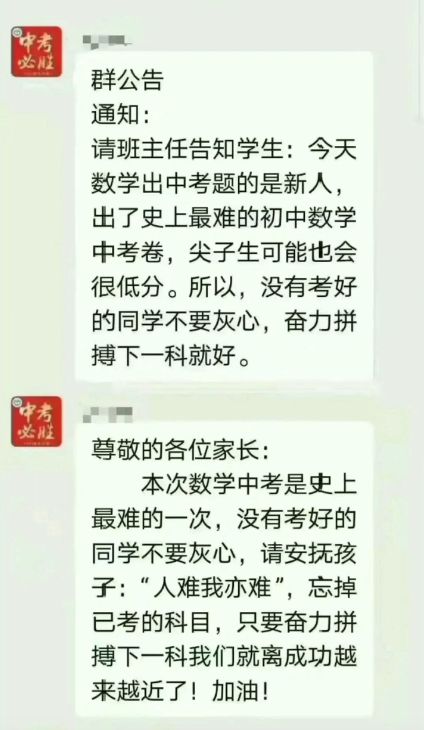 中考
必胜
群公告
通知：
请班主任告知学生：今天
数学出中考题的是新人，
出了史上最难的初中数学
中考卷，尖子生可能也会
很低分。所以，没有考好
的同学不要灰心，奋力拼
搏下一科就好。
中考
必胜
尊敬的各位家长：
本次数学中考是史上
最难的一次，没有考好的
同学不要灰心，请安抚孩
子：“人难我亦难”，忘掉
已考的科目，只要奋力拼
搏下一科我们就离成功越
来越近了！加油！